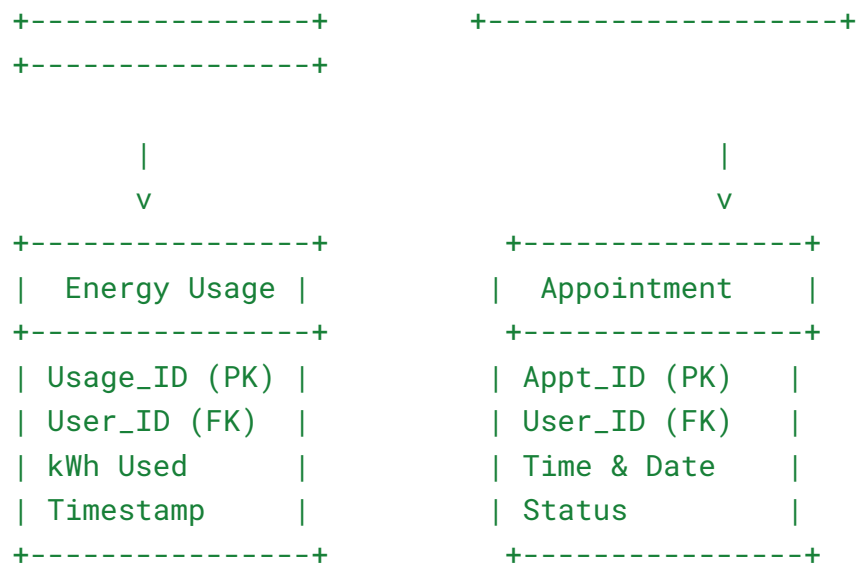 +----------------+ +--------------------+
+----------------+
| |
v v
+----------------+ +----------------+
| Energy Usage | | Appointment |
+----------------+ +----------------+
| Usage_ID (PK) | | Appt_ID (PK) |
| User_ID (FK) | | User_ID (FK) |
| kWh Used | | Time & Date |
| Timestamp | | Status |
+----------------+ +----------------+